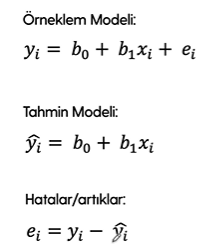 Örneklem Modeli:
yᵢ = b₀ + b₁xᵢ + eᵢ
Tahmin Modeli:
ŷᵢ = b₀ + b₁xᵢ
Hatalar/artıklar:
eᵢ = yᵢ − ŷᵢ